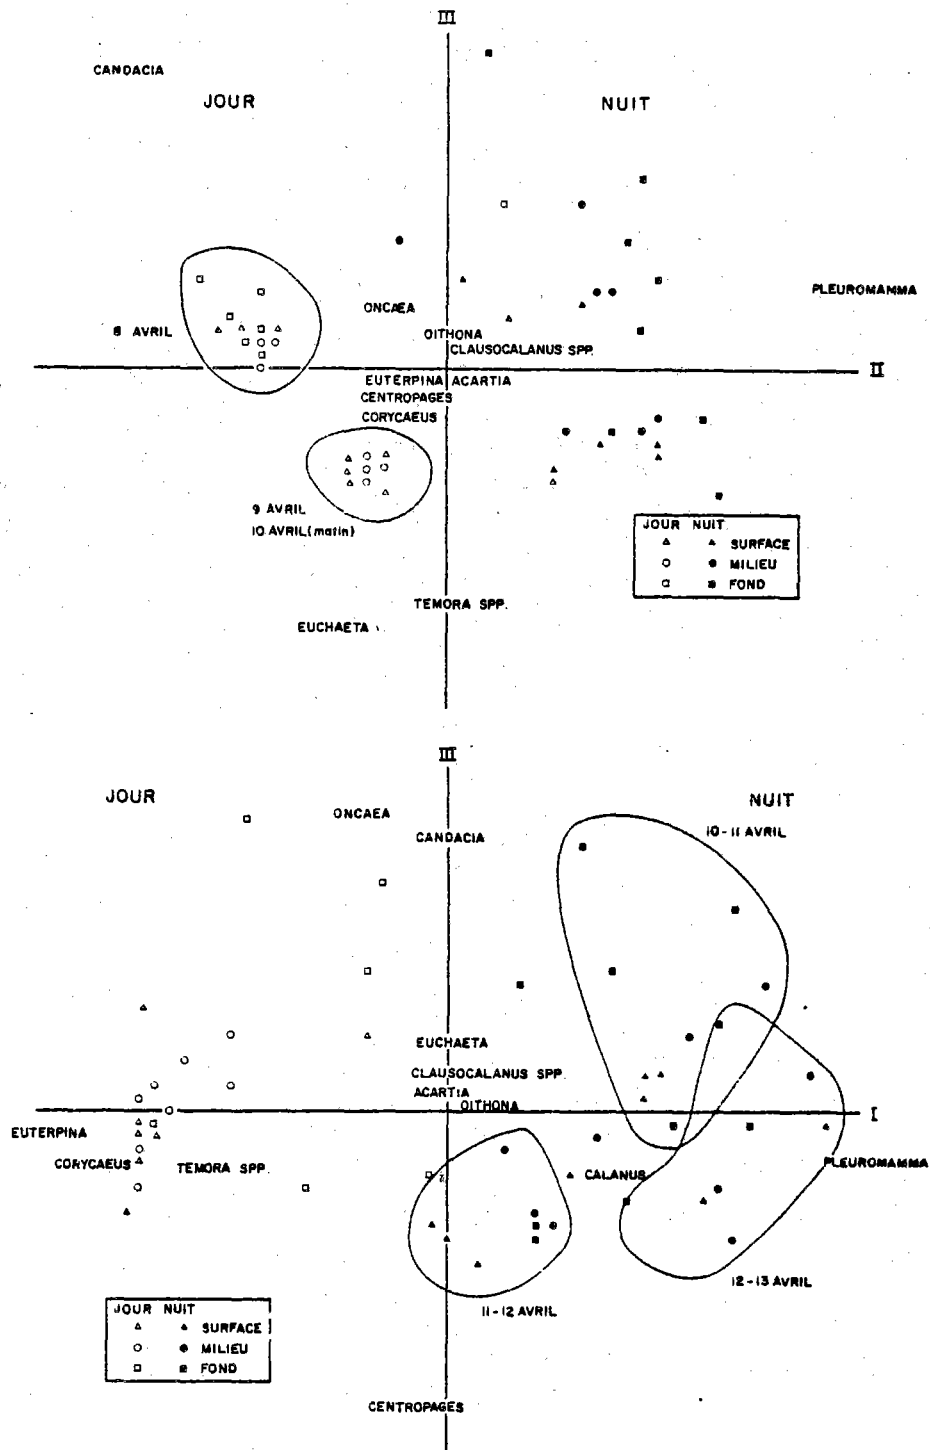 III
CANDACIA
JOUR
NUIT
PLEUROMAMMA
ONCAEA
8 AVRIL
OITHONA
CLAUSOCALANUS SPP.
II
EUTERPINA ACARTIA
CENTROPAGES
CORYCAEUS
9 AVRIL
10 AVRIL (matin)
JOUR NUIT
SURFACE
MILIEU
FOND
TEMORA SPP.
EUCHAETA
III
JOUR
ONCAEA
NUIT
CANDACIA
10-11 AVRIL
EUCHAETA
CLAUSOCALANUS SPP.
ACARTIA
OITHONA
I
EUTERPINA
CORYCAEUS
TEMORA SPP.
CALANUS
PLEUROMAMMA
12-13 AVRIL
11-12 AVRIL
JOUR NUIT
SURFACE
MILIEU
FOND
CENTROPAGES